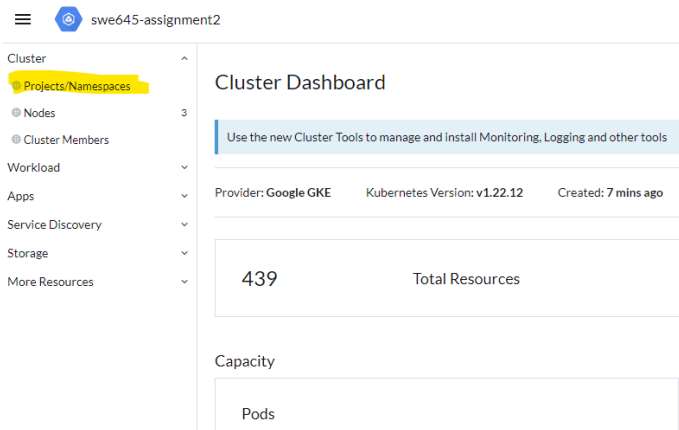 swe645-assignment2
Cluster
Projects/Namespaces
Nodes 3
Cluster Members
Workload
Apps
Service Discovery
Storage
More Resources
Cluster Dashboard
Use the new Cluster Tools to manage and install Monitoring, Logging and other tools
Provider: Google GKE Kubernetes Version: v1.22.12 Created: 7 mins ago
439 Total Resources
Capacity
Pods